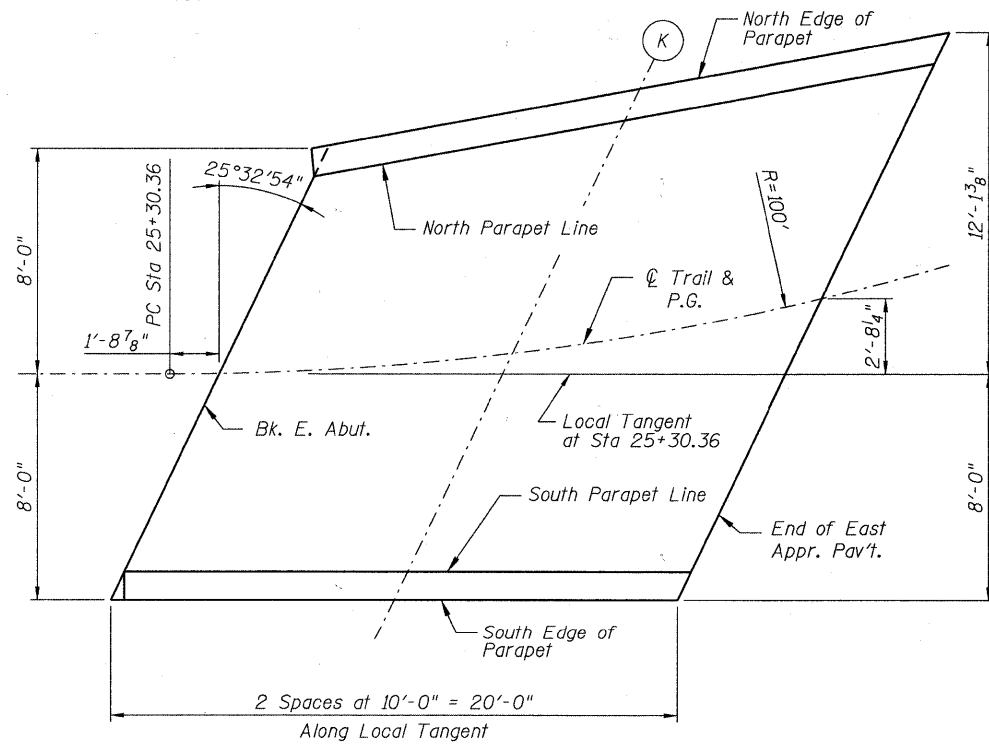 North Edge of
Parapet
K
PC Sta 25+30.36
25°32'54"
8'-0"
North Parapet Line
R=100'
12'-1 3/8"
℄ Trail &
P.G.
1'-8 7/8"
2'-8 1/4"
Local Tangent
at Sta 25+30.36
Bk. E. Abut.
8'-0"
South Parapet Line
8'-0"
End of East
Appr. Pav't.
South Edge of
Parapet
2 Spaces at 10'-0" = 20'-0"
Along Local Tangent